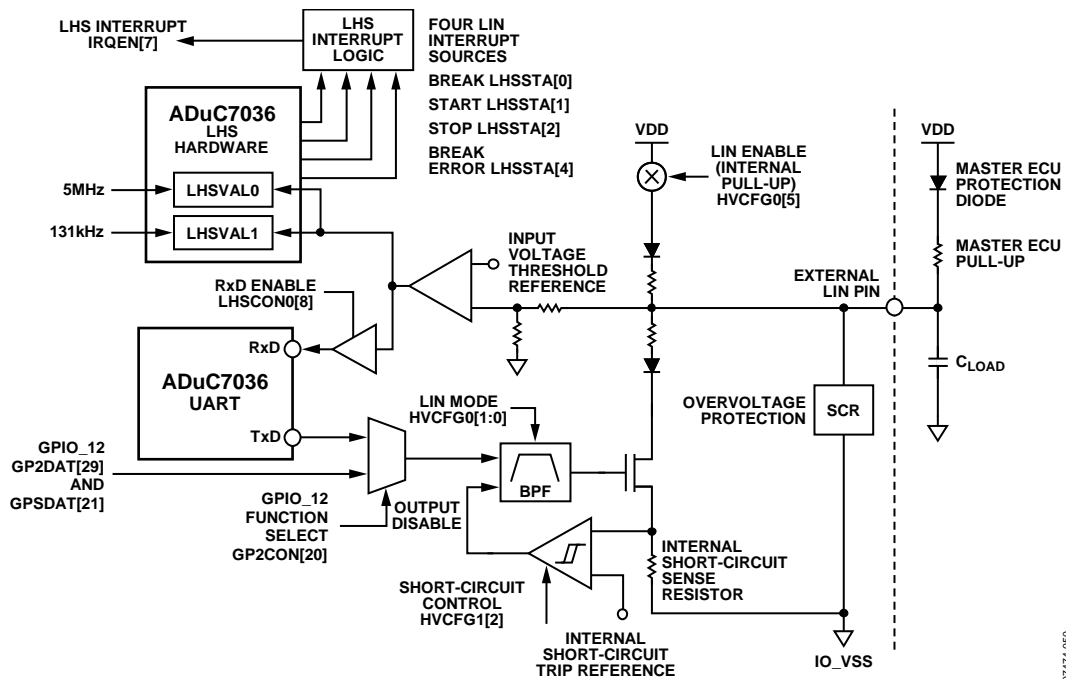 LHS INTERRUPT
IRQEN[7]
LHS
INTERRUPT
LOGIC
FOUR LIN
INTERRUPT
SOURCES
BREAK LHSSTA[0]
START LHSSTA[1]
STOP LHSSTA[2]
BREAK
ERROR LHSSTA[4]
ADuC7036
LHS
HARDWARE
5MHz
LHSVAL0
131kHz
LHSVAL1
VDD
LIN ENABLE
(INTERNAL
PULL-UP)
HVCFG0[5]
VDD
MASTER ECU
PROTECTION
DIODE
MASTER ECU
PULL-UP
INPUT
VOLTAGE
THRESHOLD
REFERENCE
EXTERNAL
LIN PIN
RxD ENABLE
LHSCON0[8]
RxD
ADuC7036
UART
TxD
CLOAD
OVERVOLTAGE
PROTECTION
SCR
LIN MODE
HVCFG0[1:0]
BPF
GPIO_12
GP2DAT[29]
AND
GPSDAT[21]
GPIO_12
FUNCTION
SELECT
GP2CON[20]
OUTPUT
DISABLE
SHORT-CIRCUIT
CONTROL
HVCFG1[2]
INTERNAL
SHORT-CIRCUIT
SENSE
RESISTOR
INTERNAL
SHORT-CIRCUIT
TRIP REFERENCE
IO_VSS
07474-059